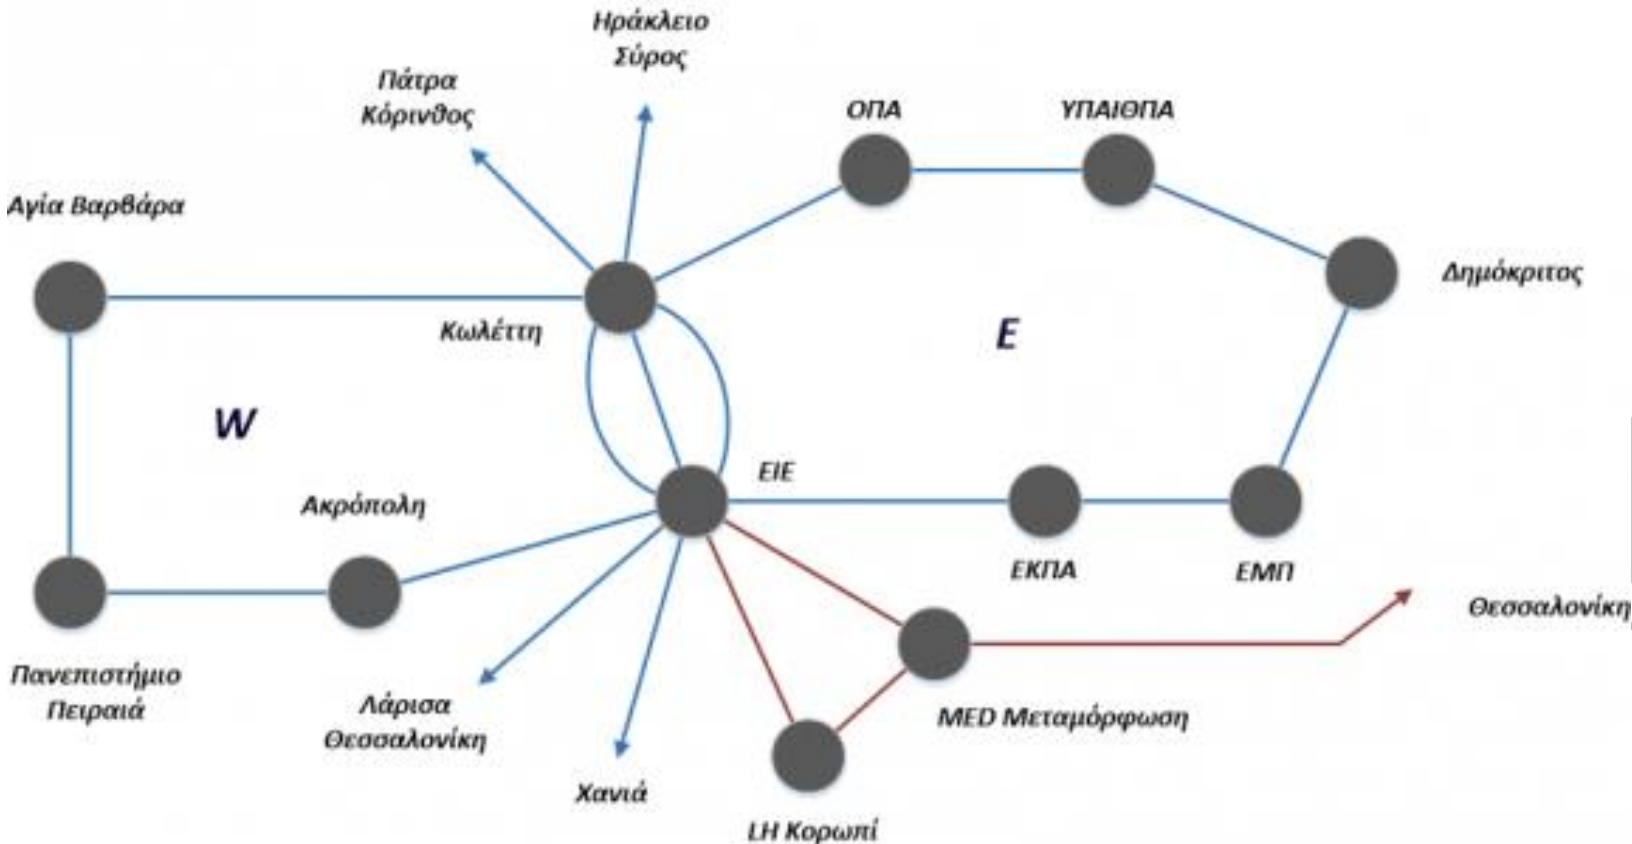 Ηράκλειο
Σύρος
Πάτρα
Κόρινθος
ΟΠΑ
ΥΠΑΙΘΠΑ
Αγία Βαρβάρα
Δημόκριτος
Κωλέττη
E
W
ΕΙΕ
Ακρόπολη
ΕΚΠΑ
ΕΜΠ
Θεσσαλονίκη
Πανεπιστήμιο
Πειραιά
Λάρισα
Θεσσαλονίκη
MED Μεταμόρφωση
Χανιά
LH Κορωπί